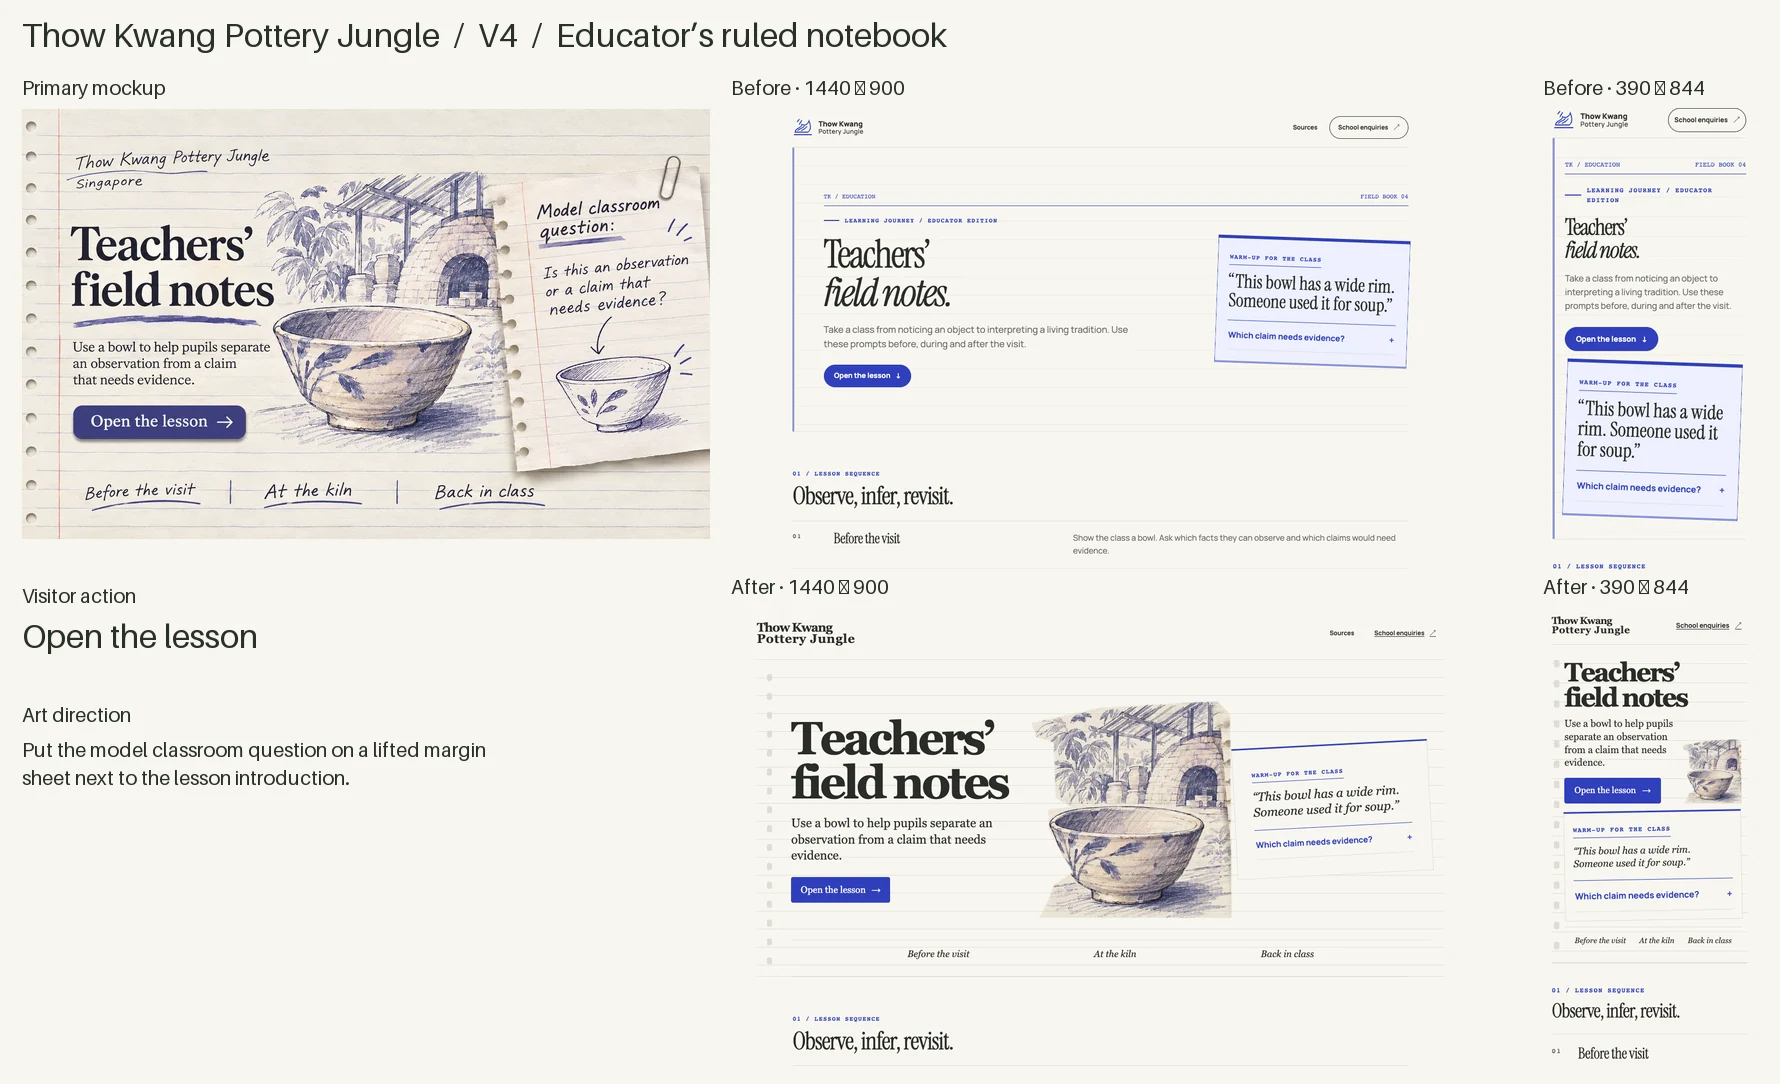 Thow Kwang Pottery Jungle / V4 / Educator’s ruled notebook
Primary mockup
Thow Kwang Pottery Jungle
Singapore
Teachers’
field notes
Use a bowl to help pupils separate
an observation from a claim
that needs evidence.
Open the lesson →
Model classroom
question:
Is this an observation
or a claim that
needs evidence?
Before the visit | At the kiln | Back in class
Visitor action
Open the lesson
Art direction
Put the model classroom question on a lifted margin
sheet next to the lesson introduction.
Before · 1440 900
Thow Kwang
Pottery Jungle
Sources
School enquiries ↗
TK / EDUCATION
FIELD BOOK 04
LEARNING JOURNEY / EDUCATOR EDITION
Teachers’
field notes.
Take a class from noticing an object to interpreting a living tradition. Use
these prompts before, during and after the visit.
Open the lesson ↓
WARM-UP FOR THE CLASS
“This bowl has a wide rim.
Someone used it for soup.”
Which claim needs evidence? +
01 / LESSON SEQUENCE
Observe, infer, revisit.
01 Before the visit
Show the class a bowl. Ask which facts they can observe and which claims would need
evidence.
Before · 390 844
Thow Kwang
Pottery Jungle
School enquiries ↗
TK / EDUCATION
FIELD BOOK 04
LEARNING JOURNEY / EDUCATOR
EDITION
Teachers’
field notes.
Take a class from noticing an object to
interpreting a living tradition. Use these
prompts before, during and after the visit.
Open the lesson ↓
WARM-UP FOR THE CLASS
“This bowl has a wide
rim. Someone used it
for soup.”
Which claim needs evidence? +
01 / LESSON SEQUENCE
After · 1440 900
Thow Kwang
Pottery Jungle
Sources
School enquiries ↗
Teachers’
field notes
Use a bowl to help pupils separate an
observation from a claim that needs
evidence.
Open the lesson →
WARM-UP FOR THE CLASS
“This bowl has a wide rim.
Someone used it for soup.”
Which claim needs evidence? +
Before the visit
At the kiln
Back in class
01 / LESSON SEQUENCE
Observe, infer, revisit.
After · 390 844
Thow Kwang
Pottery Jungle
School enquiries ↗
Teachers’
field notes
Use a bowl to help pupils
separate an observation
from a claim that needs
evidence.
Open the lesson →
WARM-UP FOR THE CLASS
“This bowl has a wide rim.
Someone used it for soup.”
Which claim needs evidence? +
Before the visit
At the kiln
Back in class
01 / LESSON SEQUENCE
Observe, infer, revisit.
01 Before the visit